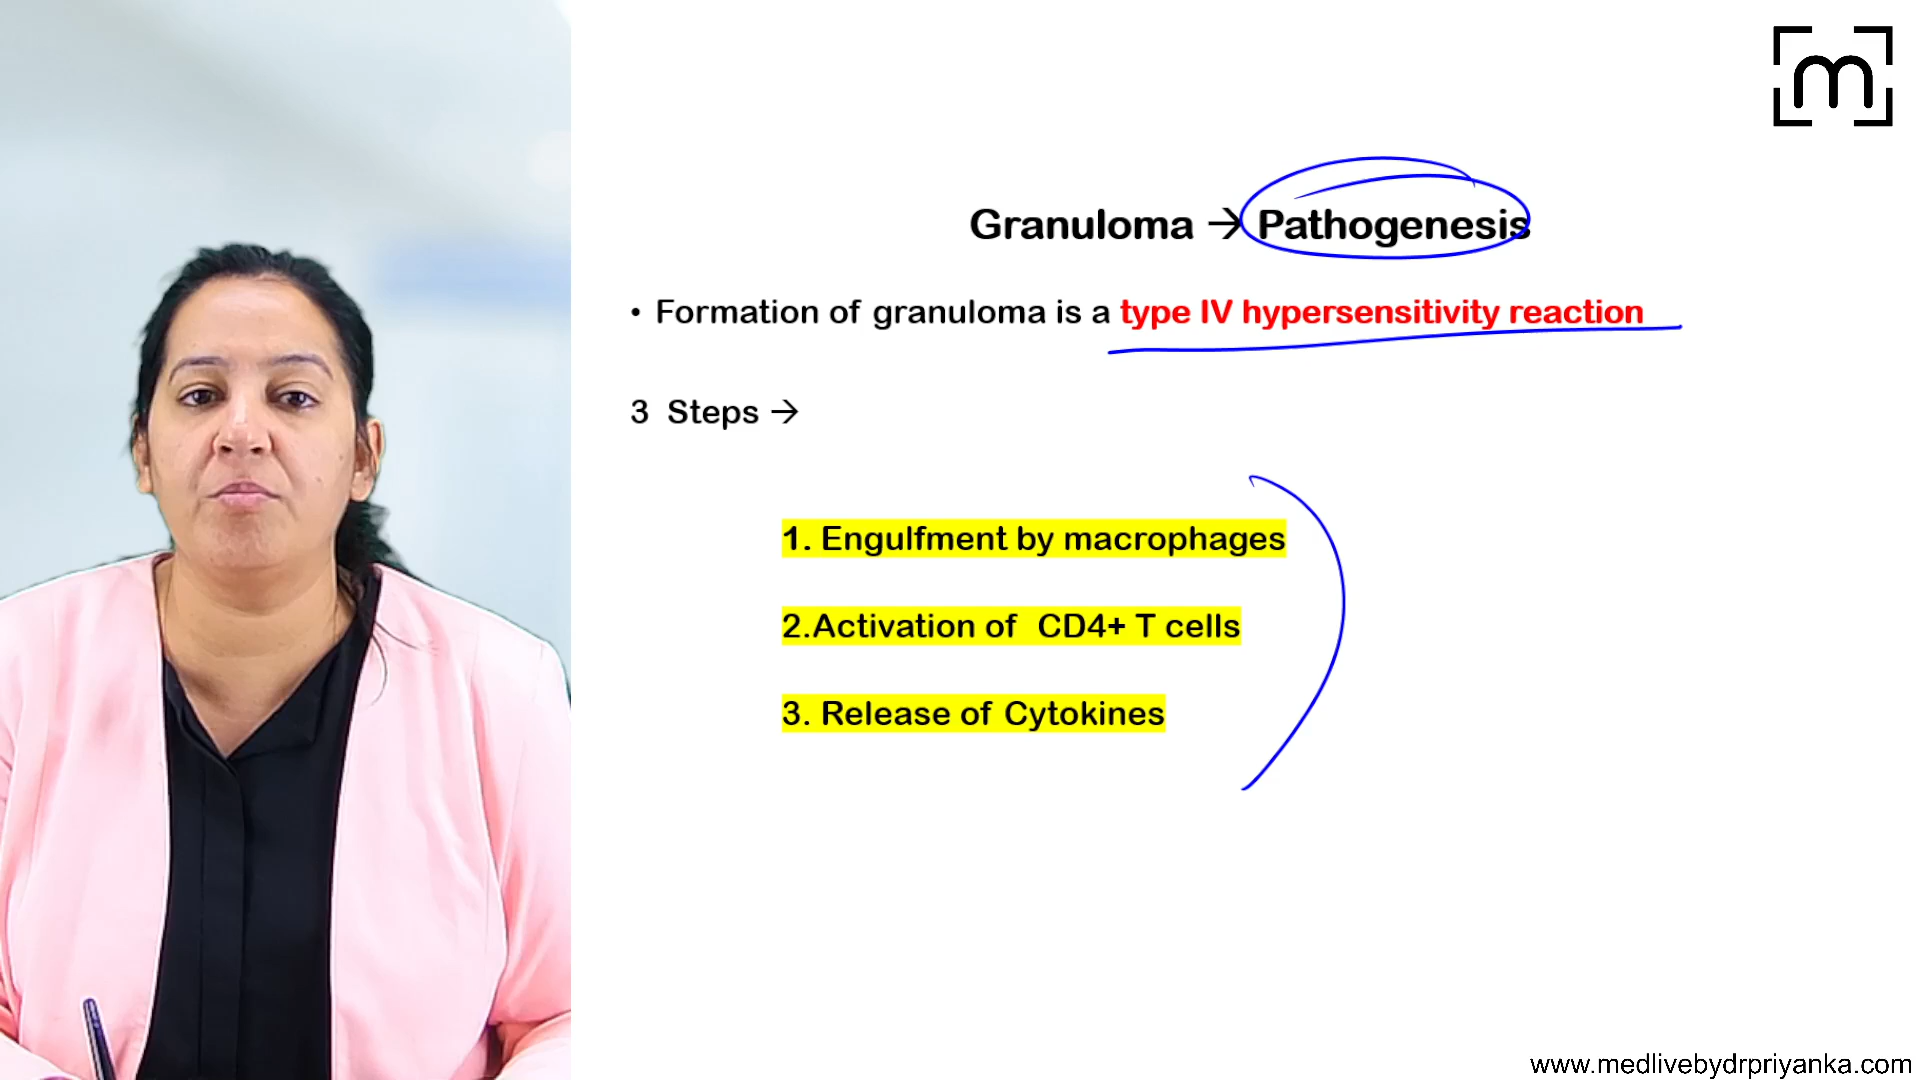 m
Granuloma → Pathogenesis
• Formation of granuloma is a type IV hypersensitivity reaction
3 Steps →
1. Engulfment by macrophages
2.Activation of CD4+ T cells
3. Release of Cytokines
www.medlivebydrpriyanka.com